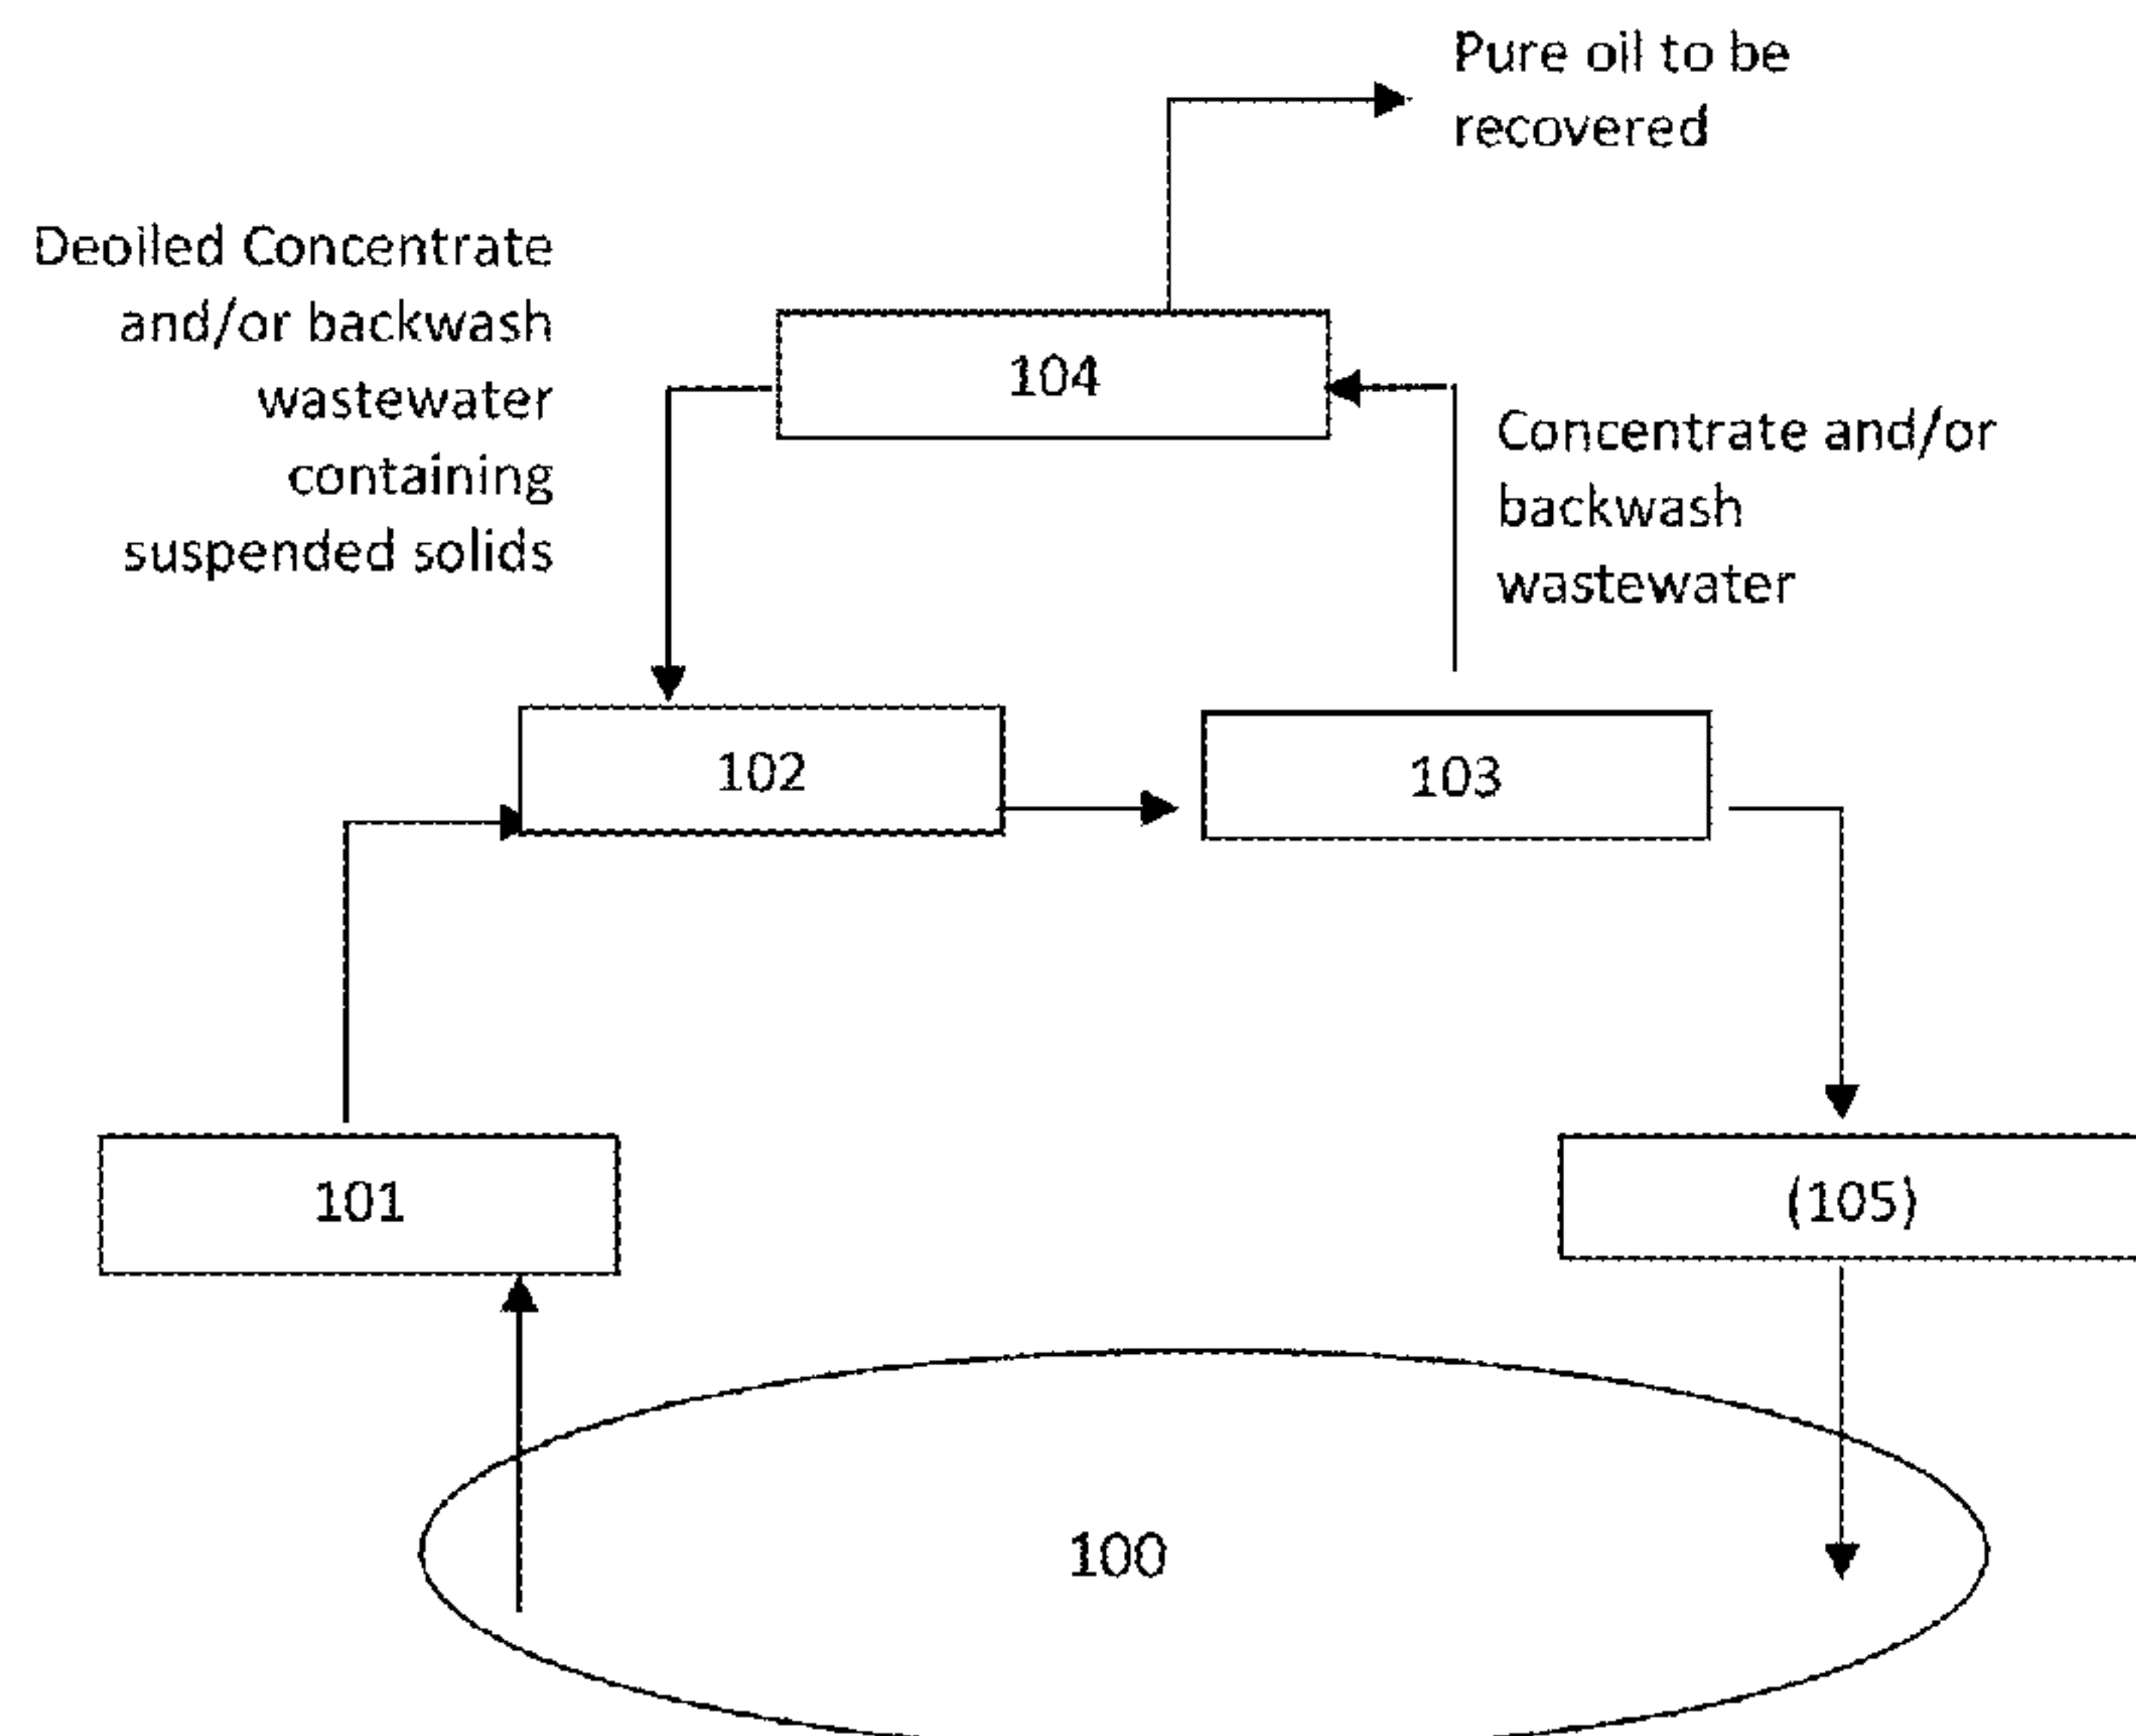 Pure oil to be
recovered
Deoiled Concentrate
and/or backwash
wastewater
containing
suspended solids
104
Concentrate and/or
backwash
wastewater
102
103
101
(105)
100